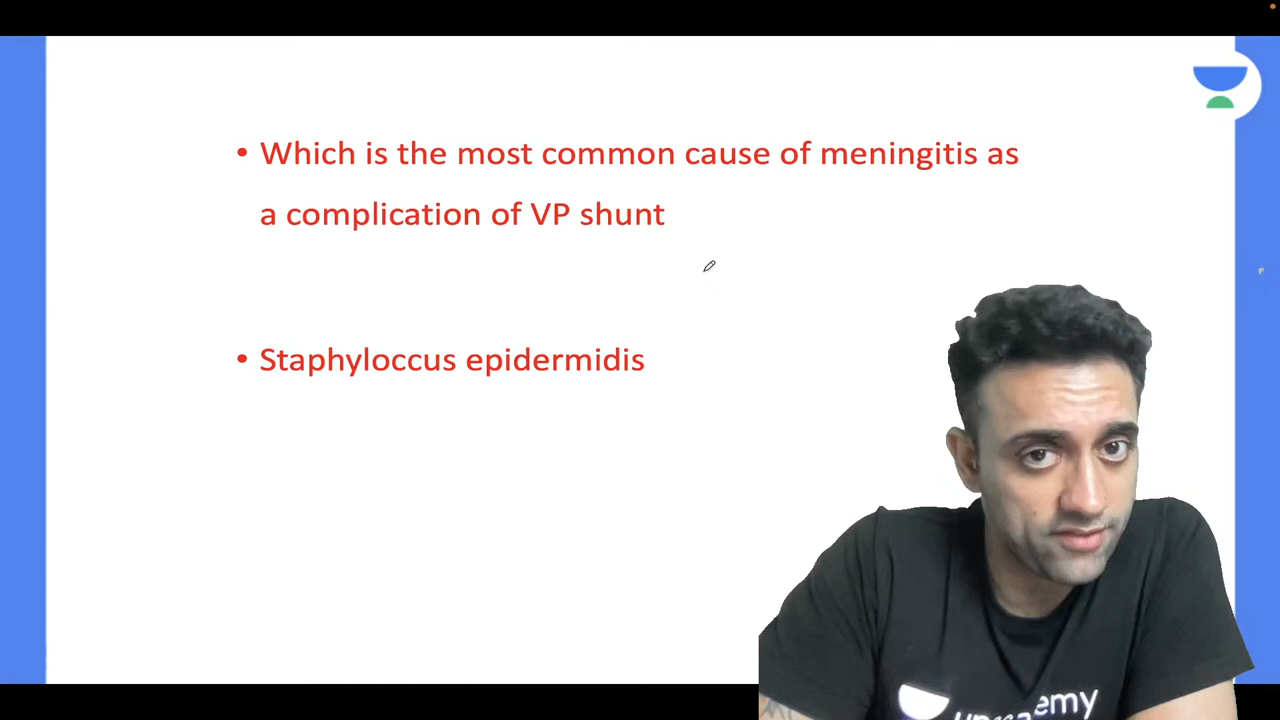 • Which is the most common cause of meningitis as
a complication of VP shunt
• Staphyloccus epidermidis